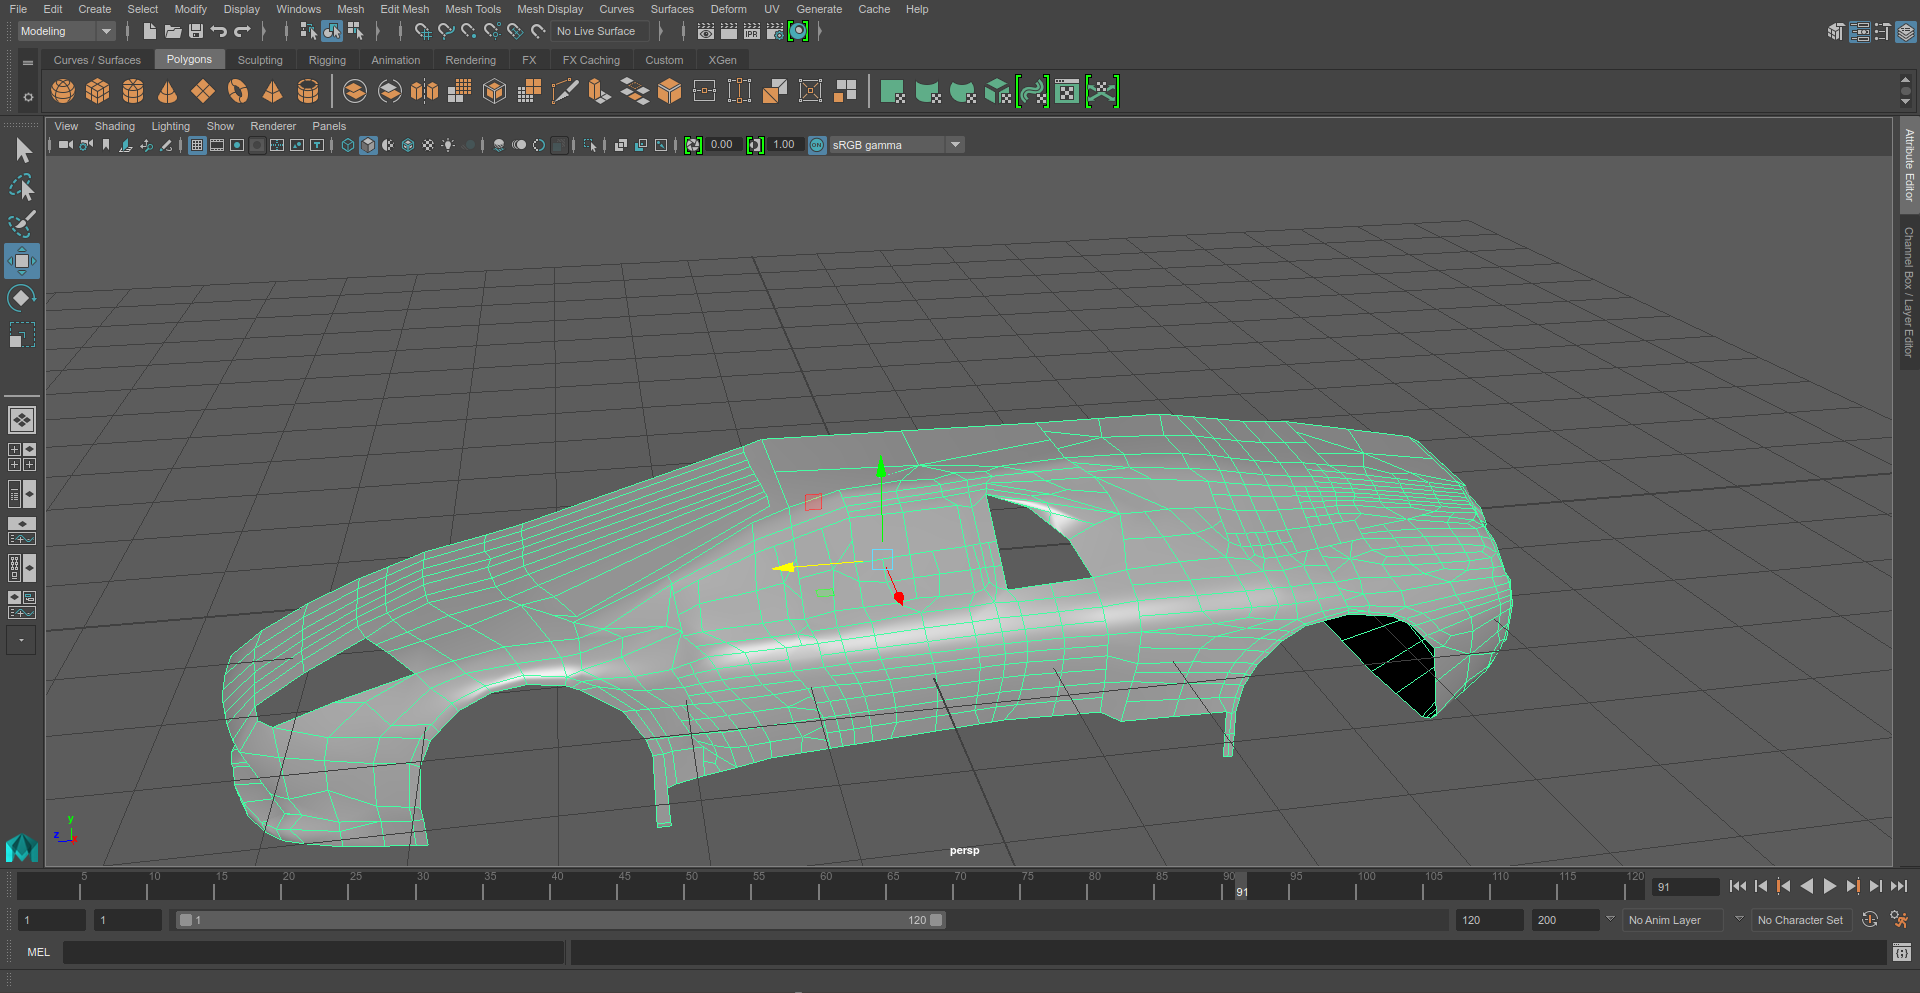 File Edit Create Select Modify Display Windows Mesh Edit Mesh Mesh Tools Mesh Display Curves Surfaces Deform UV Generate Cache Help
Modeling No Live Surface IPR
Curves / Surfaces Polygons Sculpting Rigging Animation Rendering FX FX Caching Custom XGen
View Shading Lighting Show Renderer Panels
0.00 1.00 ON sRGB gamma
Attribute Editor
Channel Box / Layer Editor
y
z
persp
5 10 15 20 25 30 35 40 45 50 55 60 65 70 75 80 85 90 95 100 105 110 115 120
91 91
1 1 1 120 120 200 No Anim Layer No Character Set
MEL